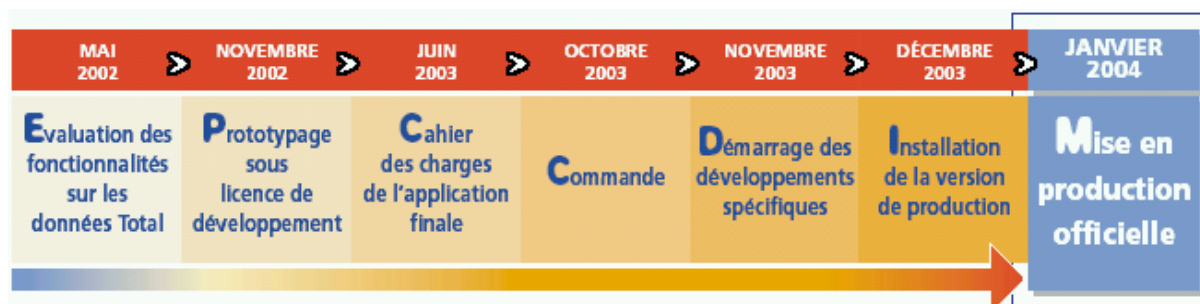 MAI
2002
NOVEMBRE
2002
JUIN
2003
OCTOBRE
2003
NOVEMBRE
2003
DÉCEMBRE
2003
JANVIER
2004
Evaluation des
fonctionnalités
sur les
données Total
Prototypage
sous
licence de
développement
Cahier
des charges
de l'application
finale
Commande
Démarrage des
développements
spécifiques
Installation
de la version
de production
Mise en
production
officielle